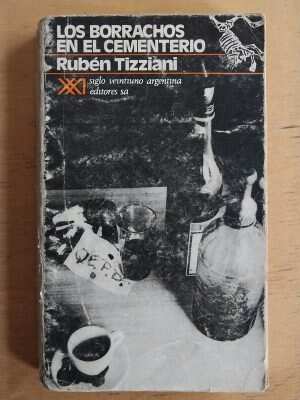 LOS BORRACHOS
EN EL CEMENTERIO
Rubén Tizziani
siglo veintiuno argentina
editores sa